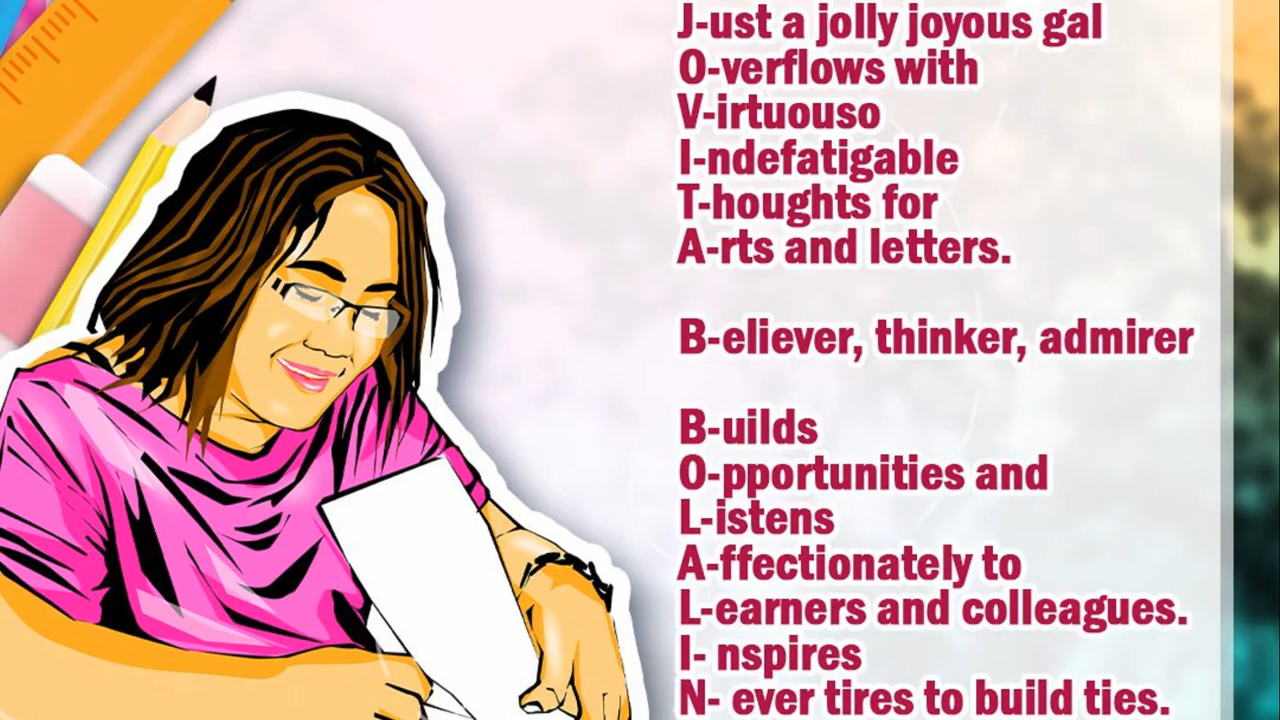 J-ust a jolly joyous gal
O-verflows with
V-irtuouso
I-ndefatigable
T-houghts for
A-rts and letters.
B-eliever, thinker, admirer
B-uilds
O-pportunities and
L-istens
A-ffectionately to
L-earners and colleagues.
I- nspires
N- ever tires to build ties.